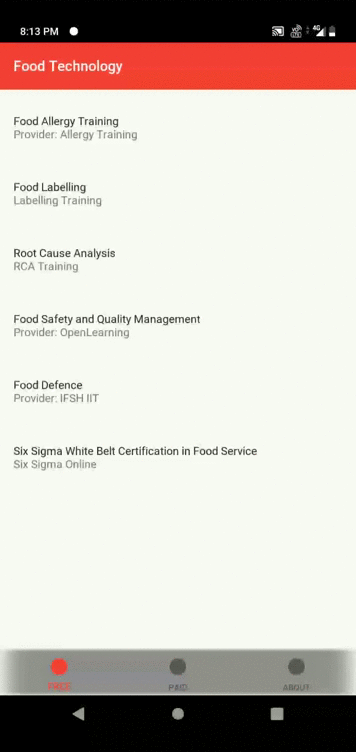 8:13 PM
4G
Food Technology
Food Allergy Training
Provider: Allergy Training
Food Labelling
Labelling Training
Root Cause Analysis
RCA Training
Food Safety and Quality Management
Provider: OpenLearning
Food Defence
Provider: IFSH IIT
Six Sigma White Belt Certification in Food Service
Six Sigma Online
FREE PAID ABOUT